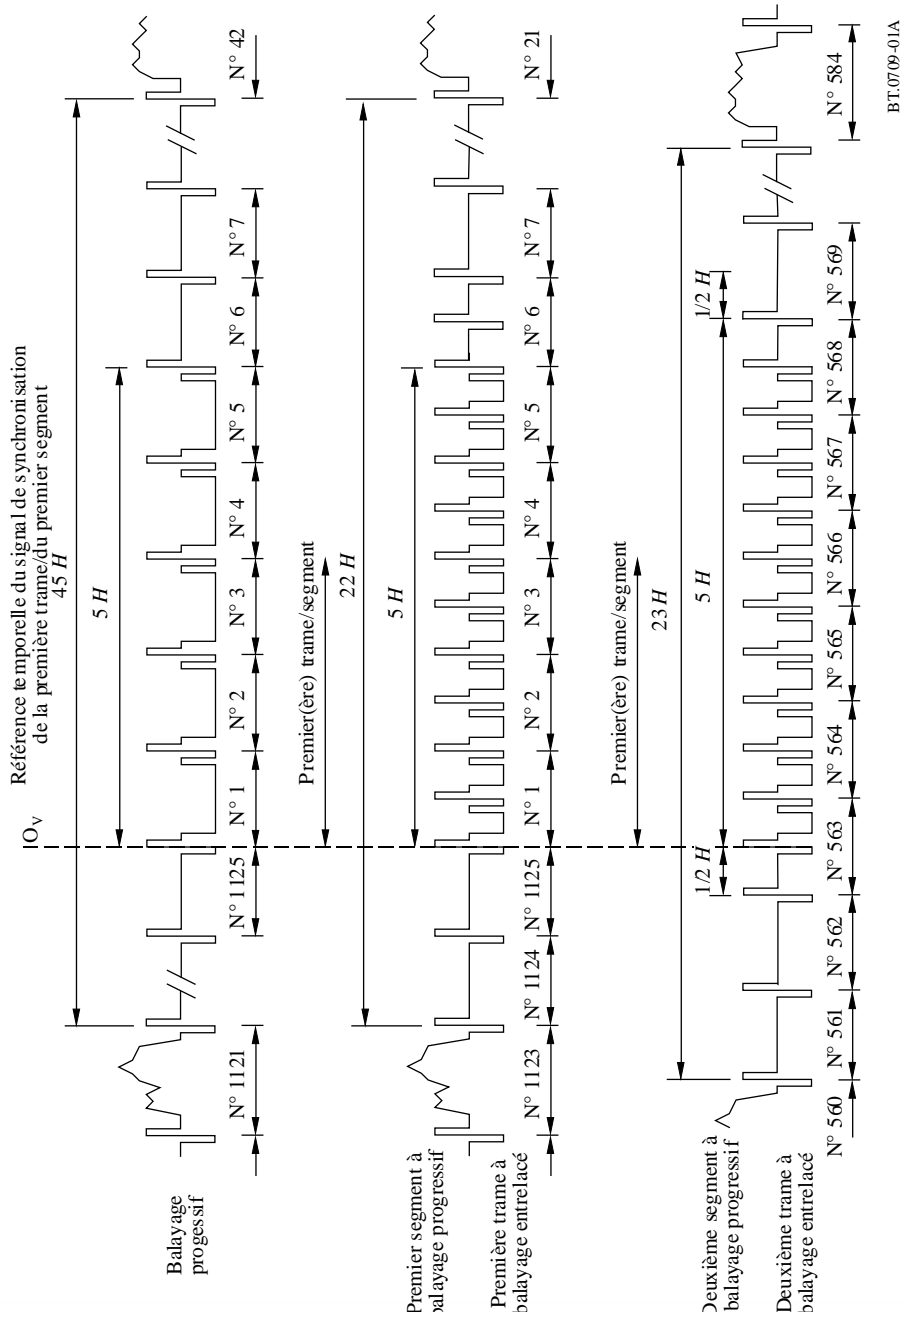 Référence temporelle du signal de synchronisation
de la première trame/du premier segment
O_V
45 H
5 H
Balayage
progessif
N° 1121
N° 1125
N° 1
N° 2
N° 3
N° 4
N° 5
N° 6
N° 7
N° 42
Premier(ère) trame/segment
22 H
5 H
Premier segment à
balayage progressif
Première trame à
balayage entrelacé
N° 1123
N° 1124
N° 1125
N° 1
N° 2
N° 3
N° 4
N° 5
N° 6
N° 7
N° 21
Premier(ère) trame/segment
23 H
5 H
1/2 H
1/2 H
Deuxième segment à
balayage progressif
Deuxième trame à
balayage entrelacé
N° 560
N° 561
N° 562
N° 563
N° 564
N° 565
N° 566
N° 567
N° 568
N° 569
N° 584
BT.0709-01A